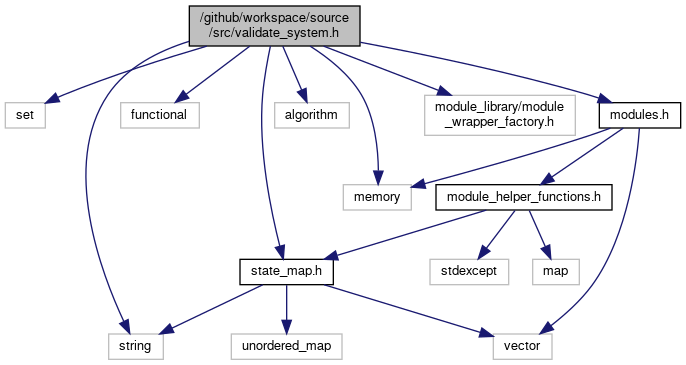 /github/workspace/source
/src/validate_system.h
set
functional
algorithm
module_library/module
_wrapper_factory.h
modules.h
memory
module_helper_functions.h
state_map.h
stdexcept
map
string
unordered_map
vector